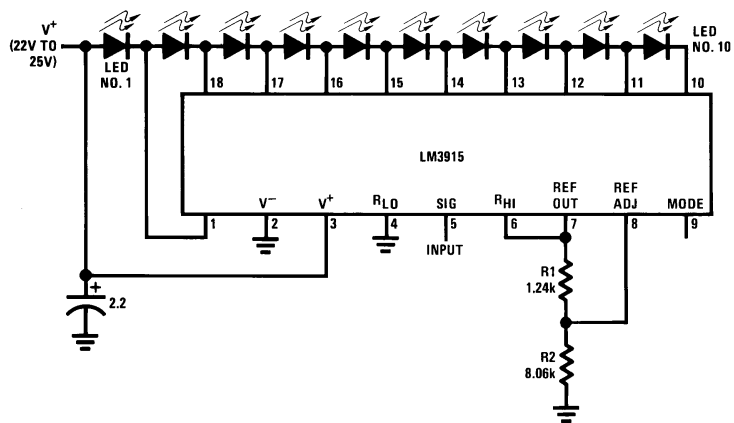 V+
(22V TO
25V)
LED
NO. 1
LED
NO. 10
18
17
16
15
14
13
12
11
10
LM3915
V−
V+
RLO
SIG
RHI
REF
OUT
REF
ADJ
MODE
1
2
3
4
5
6
7
8
9
INPUT
+
2.2
R1
1.24k
R2
8.06k